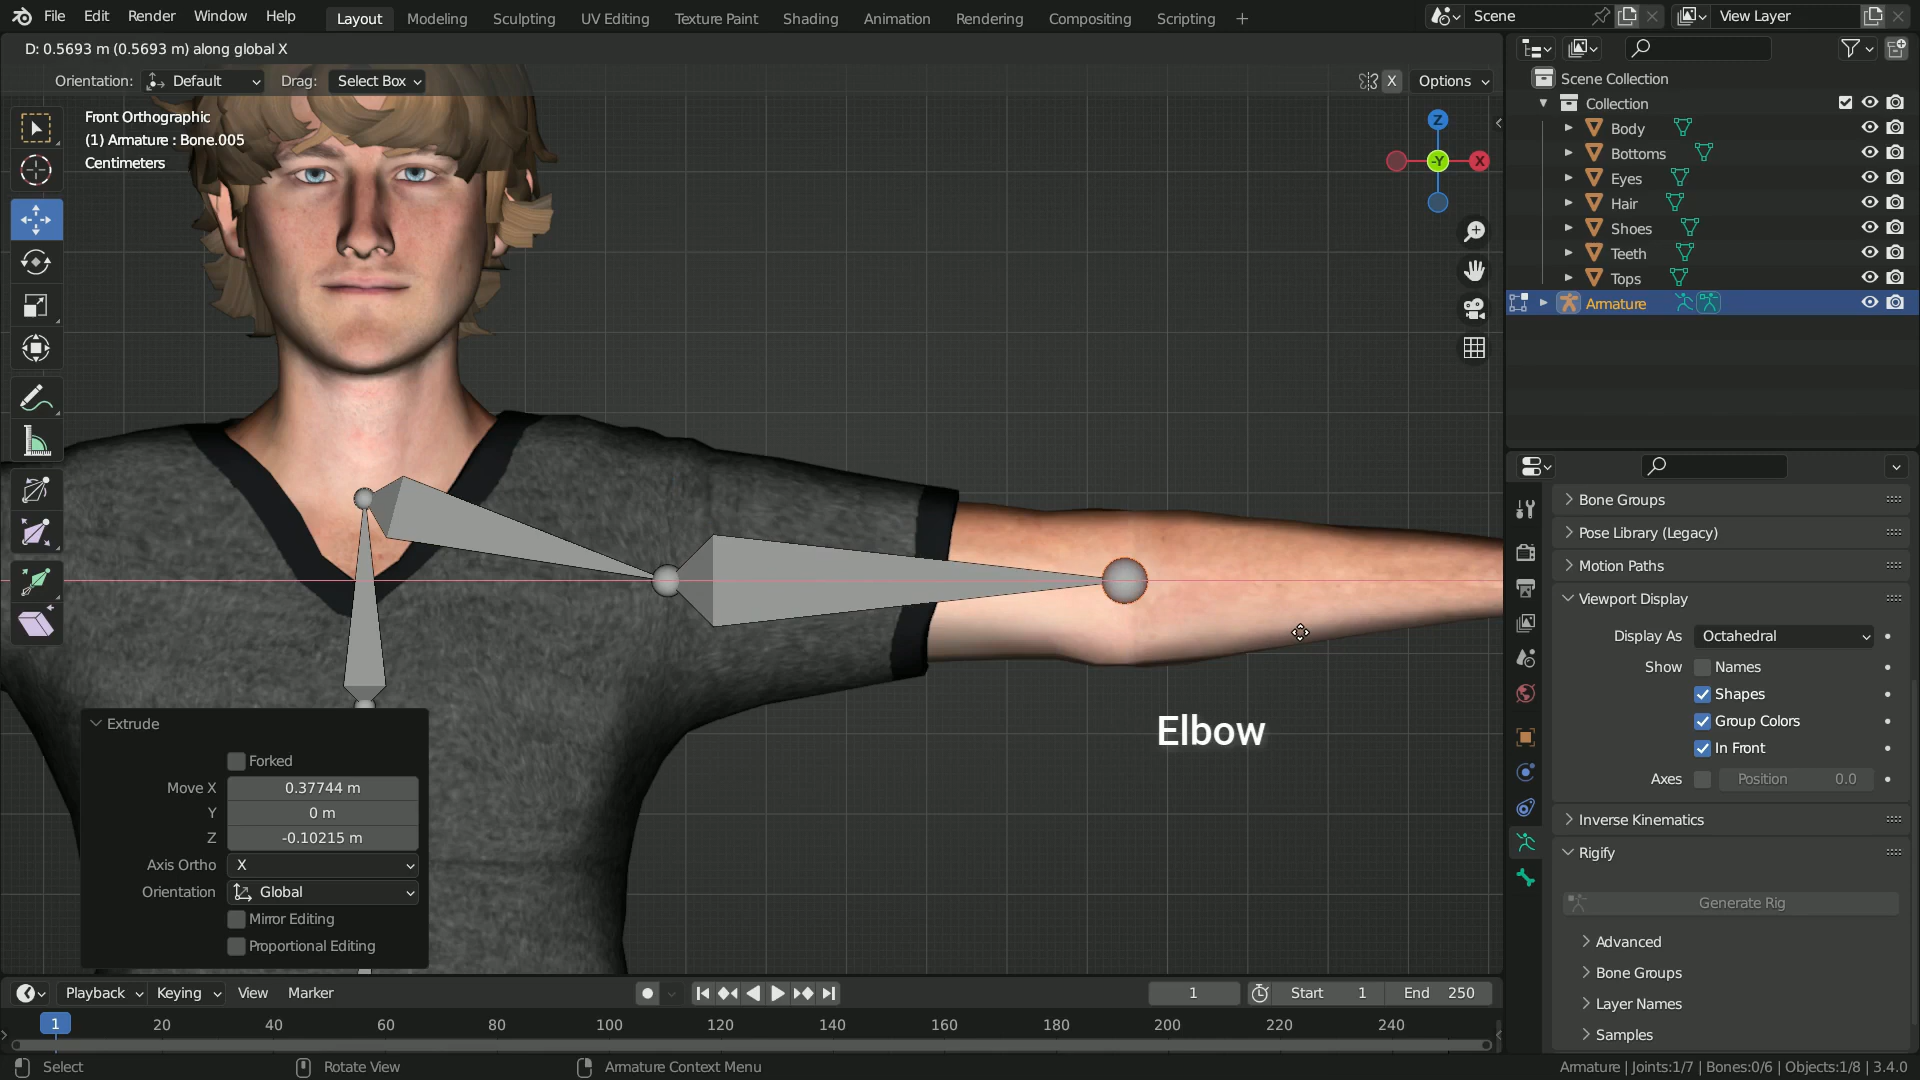 File Edit Render Window Help Layout Modeling Sculpting UV Editing Texture Paint Shading Animation Rendering Compositing Scripting + Scene View Layer
D: 0.5693 m (0.5693 m) along global X
Orientation: Default Drag: Select Box X Options
Front Orthographic
(1) Armature : Bone.005
Centimeters
Z
-Y X
Elbow
Extrude
Forked
Move X 0.37744 m
Y 0 m
Z -0.10215 m
Axis Ortho X
Orientation Global
Mirror Editing
Proportional Editing
Scene Collection
Collection
Body
Bottoms
Eyes
Hair
Shoes
Teeth
Tops
Armature
Bone Groups
Pose Library (Legacy)
Motion Paths
Viewport Display
Display As Octahedral
Show Names
Shapes
Group Colors
In Front
Axes Position 0.0
Inverse Kinematics
Rigify
Generate Rig
Advanced
Bone Groups
Layer Names
Samples
Playback Keying View Marker 1 Start 1 End 250
1 20 40 60 80 100 120 140 160 180 200 220 240
Select Rotate View Armature Context Menu Armature | Joints:1/7 | Bones:0/6 | Objects:1/8 | 3.4.0